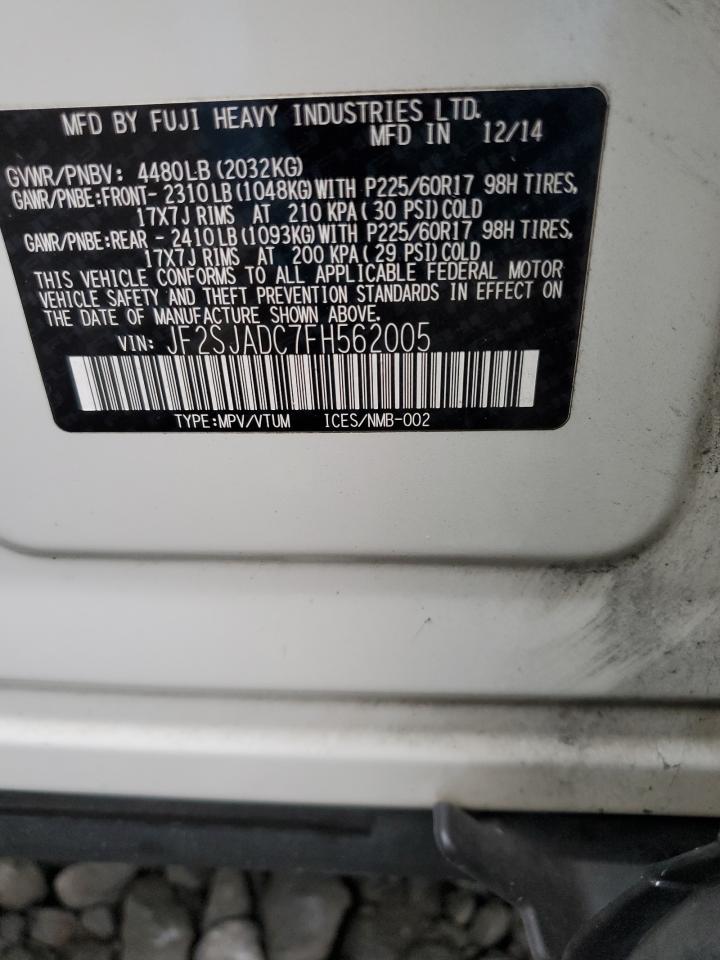 MFD BY FUJI HEAVY INDUSTRIES LTD.
MFD IN 12/14
GVWR/PNBV: 4480LB (2032KG)
GAWR/PNBE:FRONT- 2310LB (1048KG)WITH P225/60R17 98H TIRES,
17X7J RIMS AT 210 KPA(30 PSI)COLD
GAWR/PNBE:REAR - 2410LB (1093KG)WITH P225/60R17 98H TIRES,
17X7J RIMS AT 200 KPA(29 PSI)COLD
THIS VEHICLE CONFORMS TO ALL APPLICABLE FEDERAL MOTOR
VEHICLE SAFETY AND THEFT PREVENTION STANDARDS IN EFFECT ON
THE DATE OF MANUFACTURE SHOWN ABOVE.
VIN: JF2SJADC7FH562005
TYPE:MPV/VTUM ICES/NMB-002